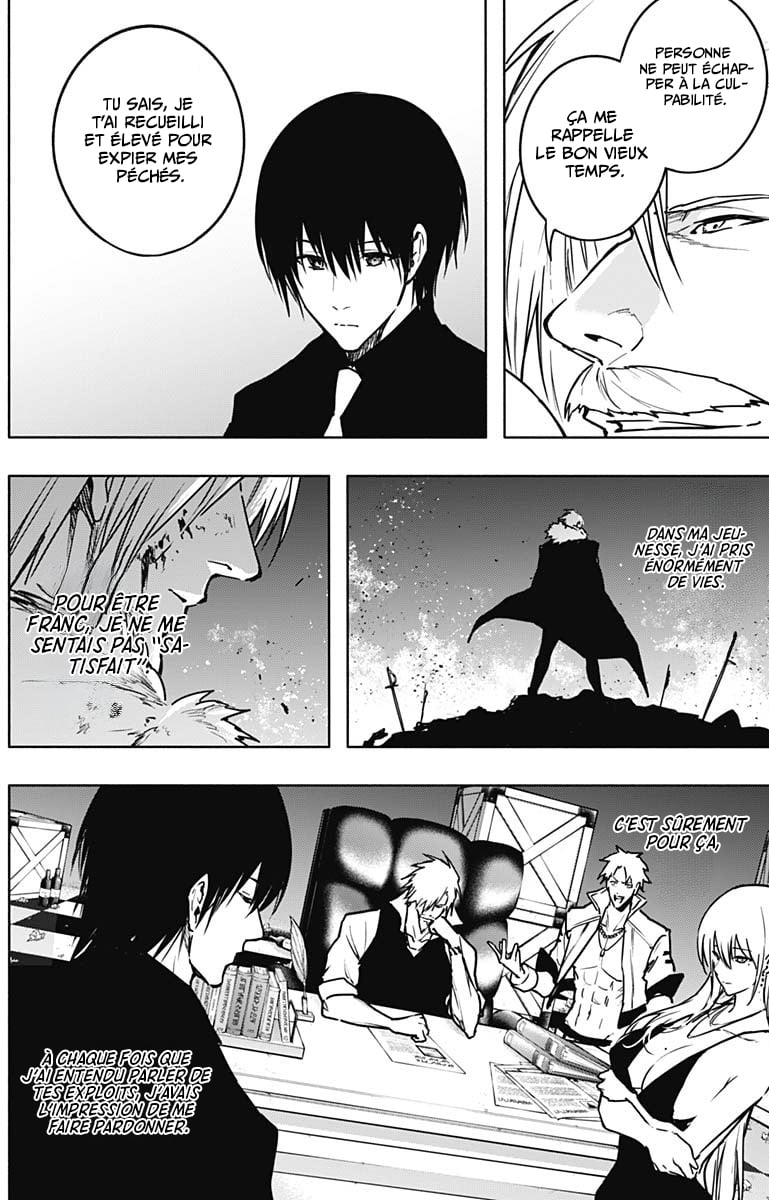 PERSONNE
NE PEUT ÉCHAP-
PER À LA CUL-
PABILITÉ.
ÇA ME
RAPPELLE
LE BON VIEUX
TEMPS.
TU SAIS, JE
T'AI RECUEILLI
ET ÉLEVÉ POUR
EXPIER MES
PÉCHÉS.
DANS MA JEU-
NESSE, J'AI PRIS
ÉNORMÉMENT
DE VIES.
POUR ÊTRE
FRANC, JE NE ME
SENTAIS PAS "SA-
TISFAIT".
C'EST SÛREMENT
POUR ÇA,
À CHAQUE FOIS QUE
J'AI ENTENDU PARLER DE
TES EXPLOITS, J'AVAIS
L'IMPRESSION DE ME
FAIRE PARDONNER.